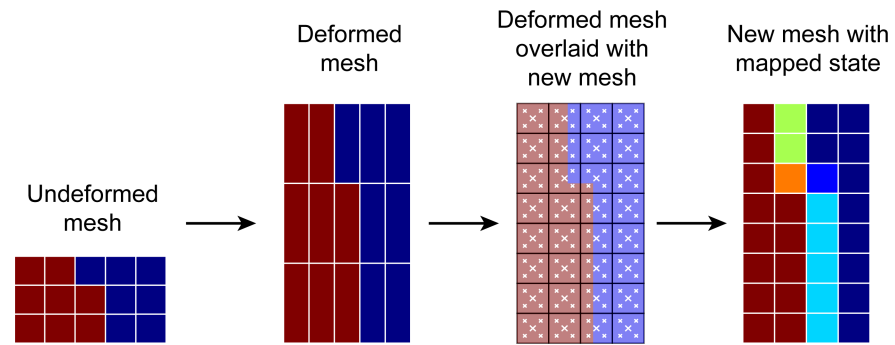 Undeformed
mesh
Deformed
mesh
Deformed mesh
overlaid with
new mesh
New mesh with
mapped state